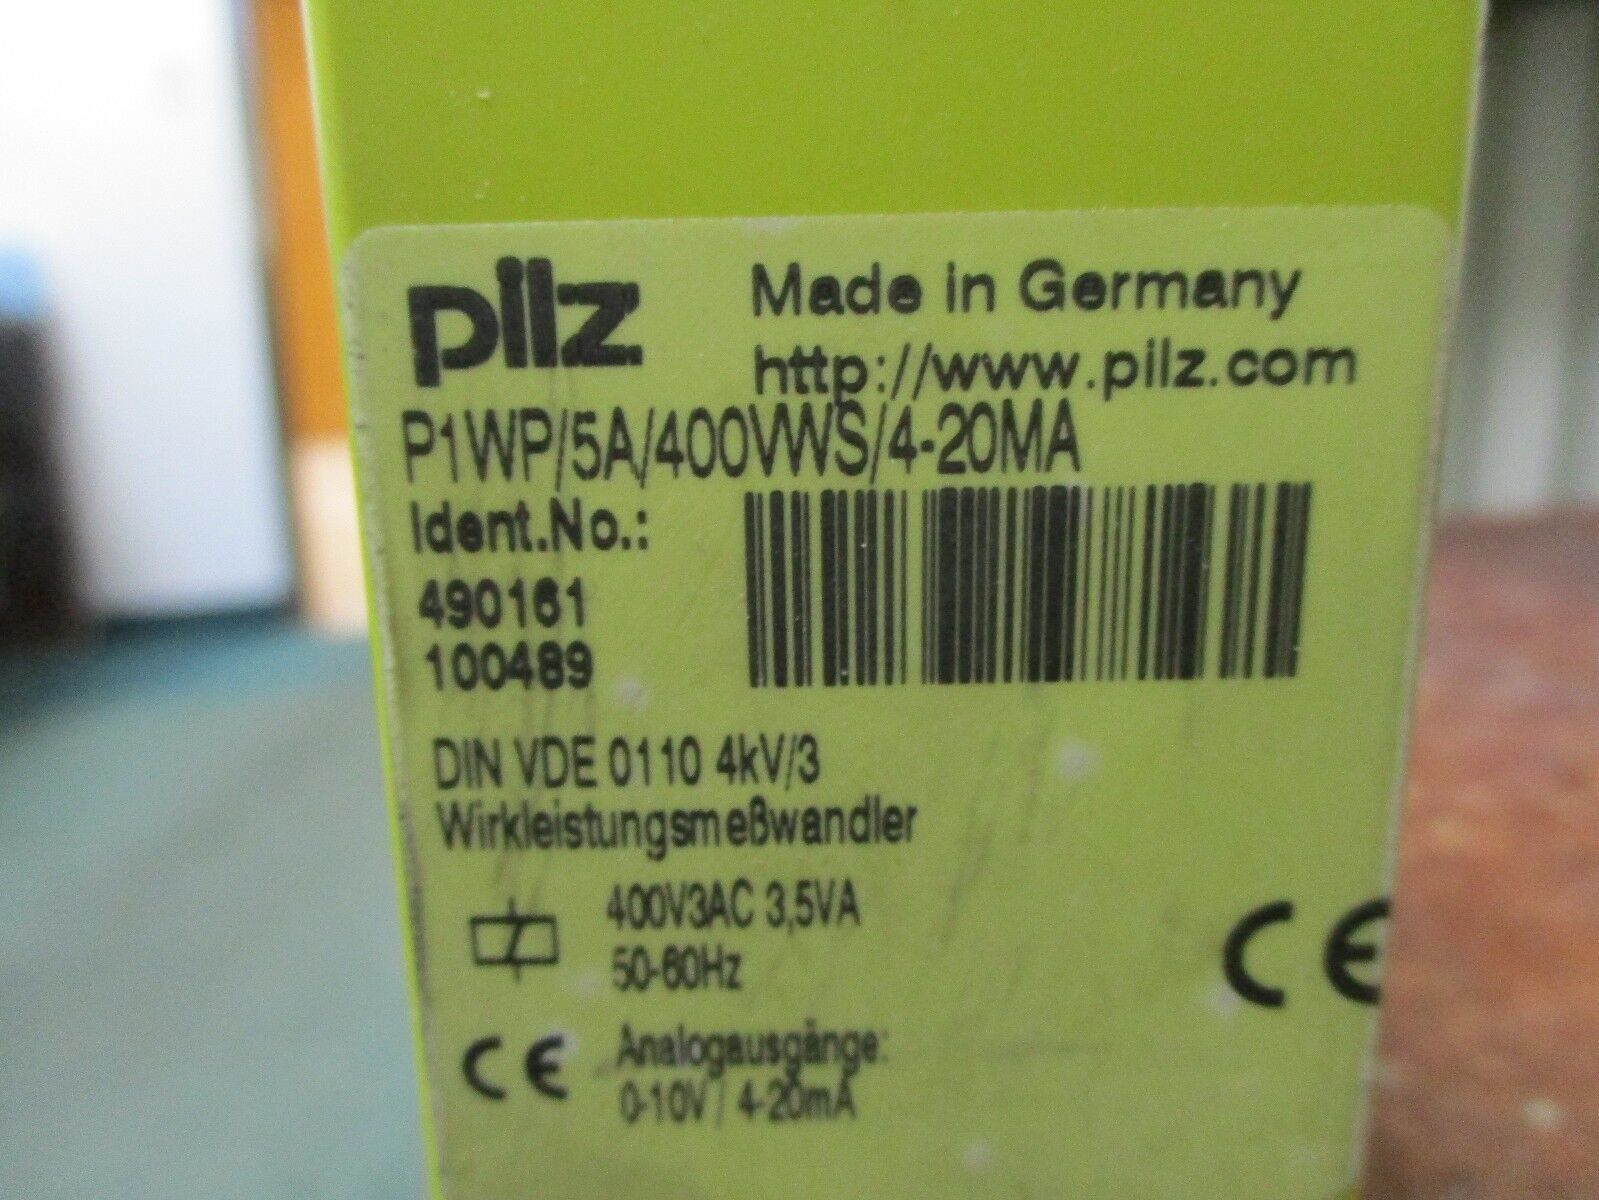 pilz
Made in Germany
http://www.pilz.com
P1WP/5A/400VWS/4-20MA
Ident.No.:
490161
100489
DIN VDE 0110 4kV/3
Wirkleistungsmeßwandler
400V3AC 3,5VA
50-60Hz
CE
CE
Analogausgänge:
0-10V / 4-20mA